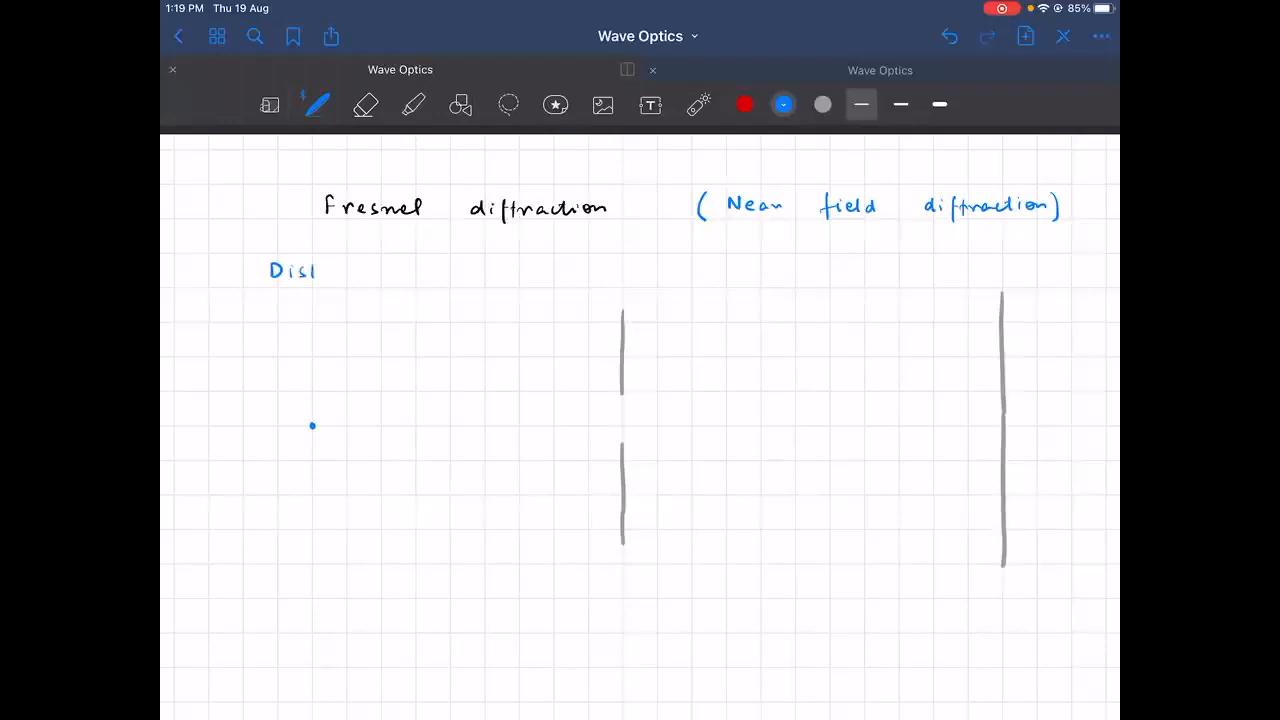 1:19 PM Thu 19 Aug 85%
Wave Optics
Wave Optics Wave Optics
T
Fresnel diffraction (Near field diffraction)
Dist